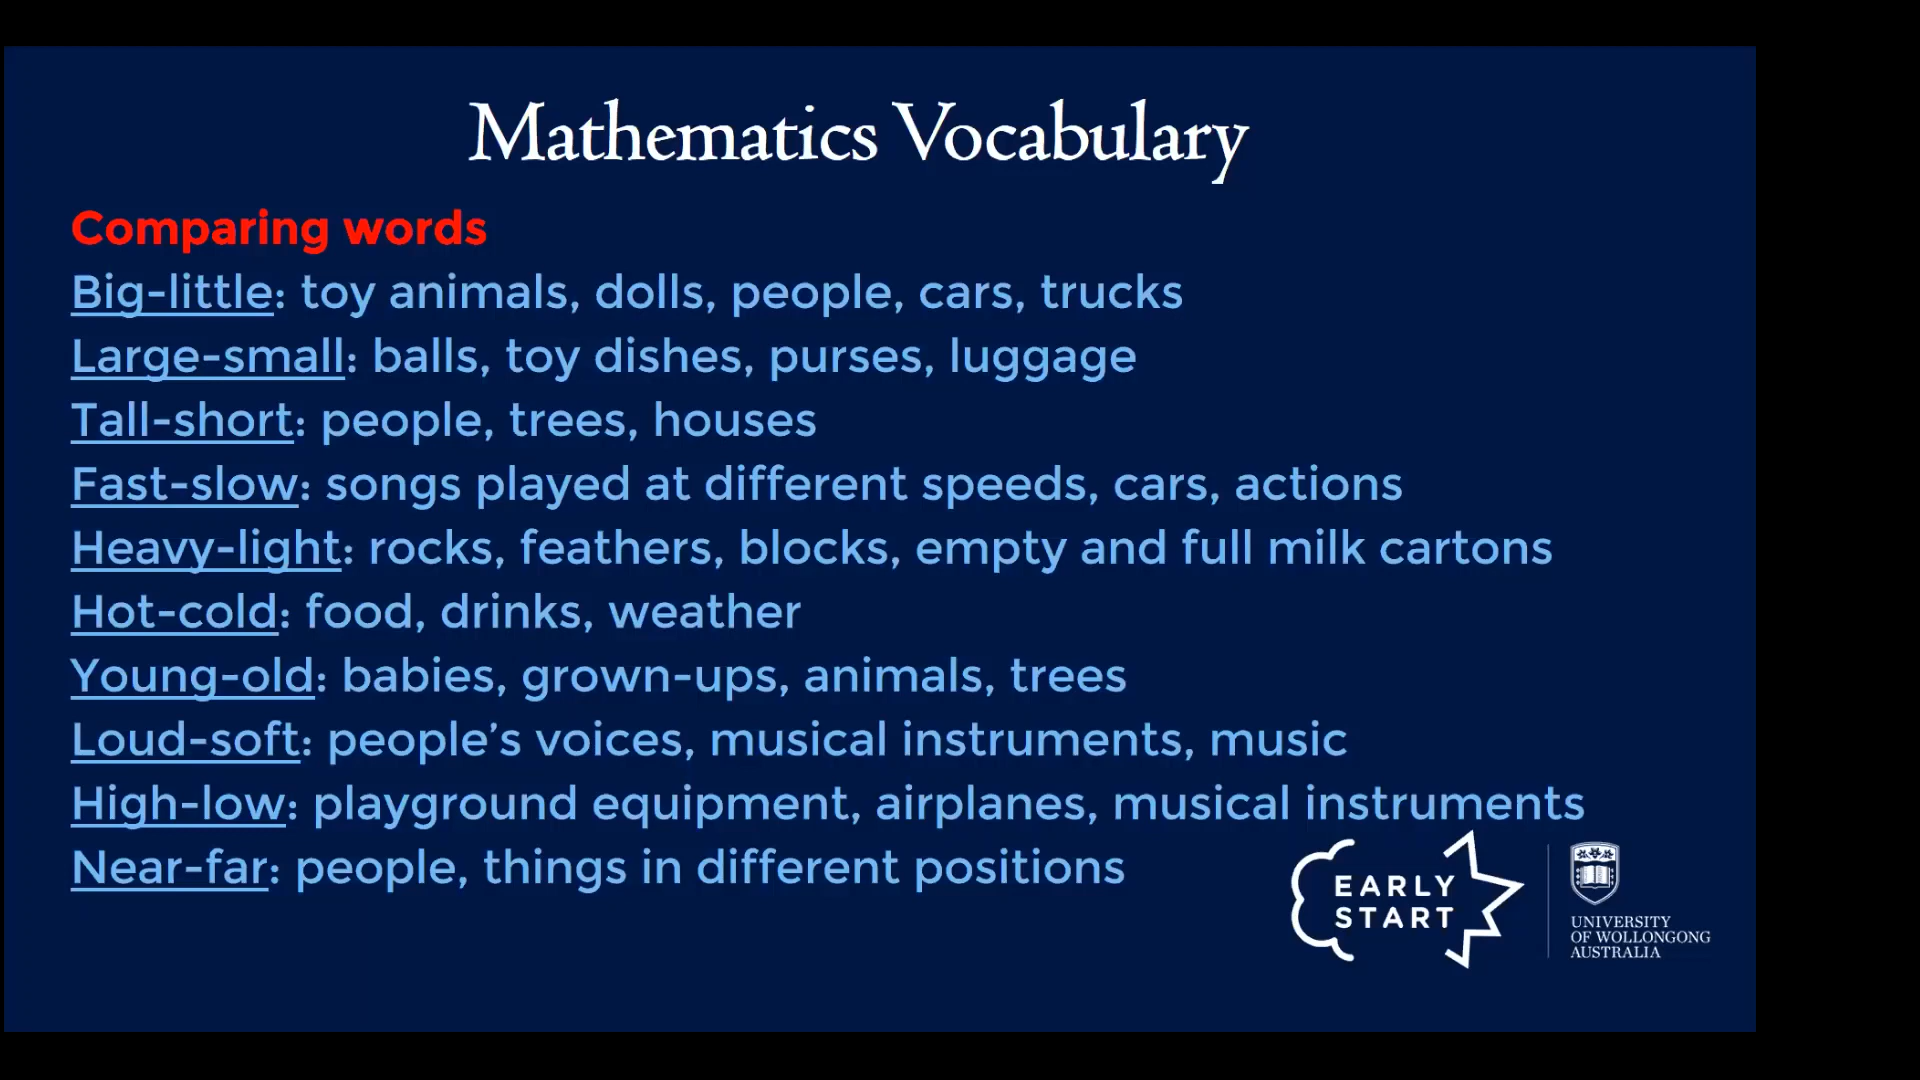 Mathematics Vocabulary
Comparing words
Big-little: toy animals, dolls, people, cars, trucks
Large-small: balls, toy dishes, purses, luggage
Tall-short: people, trees, houses
Fast-slow: songs played at different speeds, cars, actions
Heavy-light: rocks, feathers, blocks, empty and full milk cartons
Hot-cold: food, drinks, weather
Young-old: babies, grown-ups, animals, trees
Loud-soft: people’s voices, musical instruments, music
High-low: playground equipment, airplanes, musical instruments
Near-far: people, things in different positions
EARLY
START
UNIVERSITY
OF WOLLONGONG
AUSTRALIA